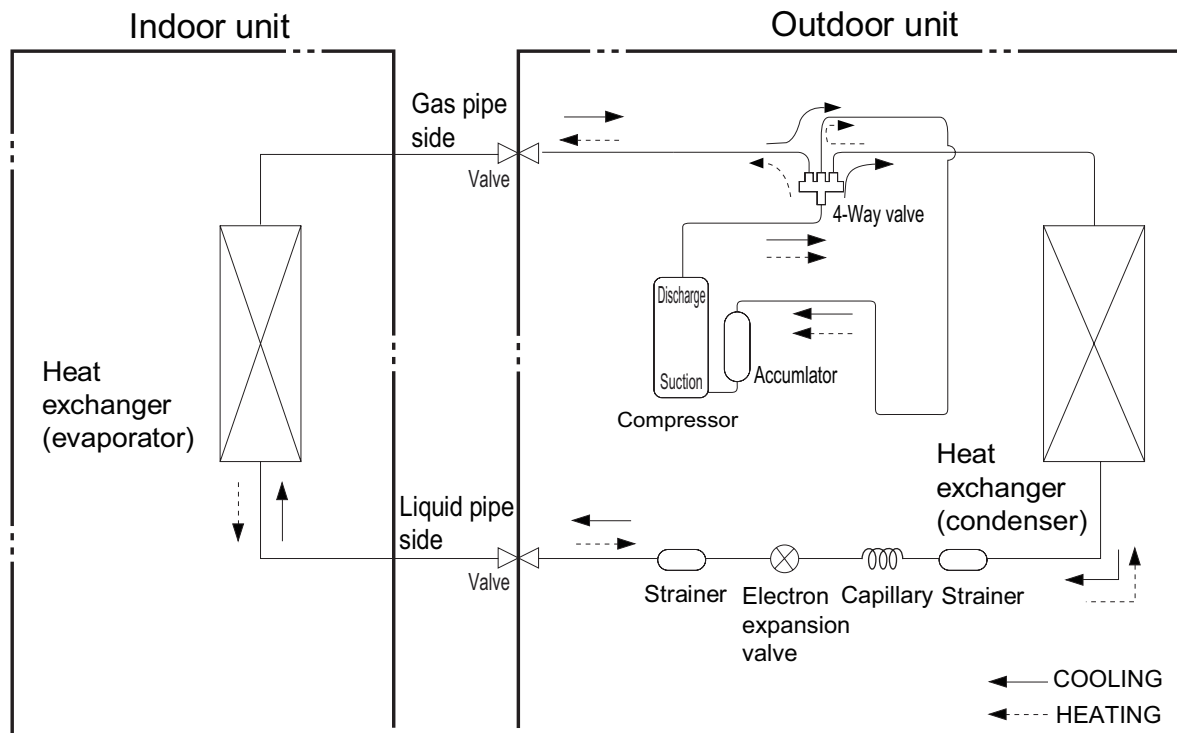 Indoor unit
Outdoor unit
Gas pipe
side
Valve
4-Way valve
Discharge
Suction
Accumlator
Compressor
Heat
exchanger
(evaporator)
Heat
exchanger
(condenser)
Liquid pipe
side
Valve
Strainer
Electron
expansion
valve
Capillary
Strainer
COOLING
HEATING